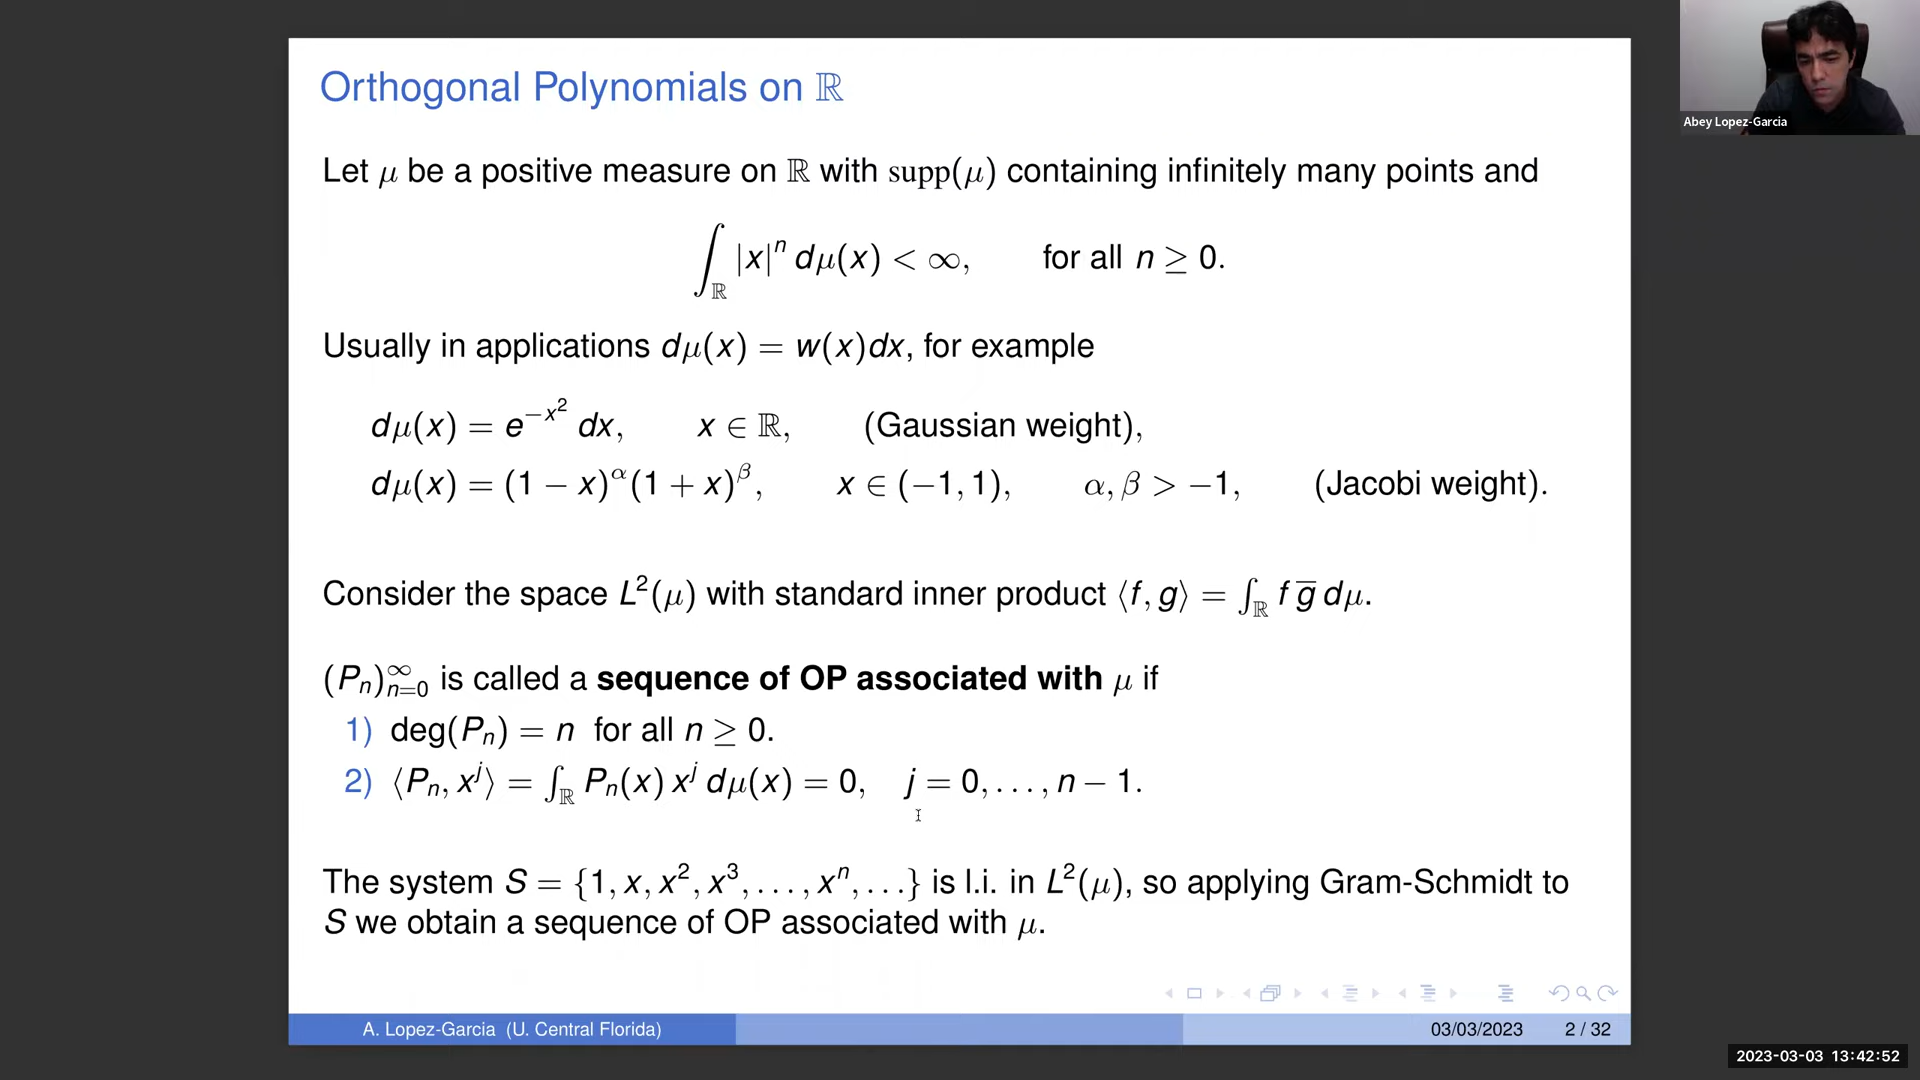 Orthogonal Polynomials on ℝ
Abey Lopez-Garcia
Let μ be a positive measure on ℝ with supp(μ) containing infinitely many points and
∫_ℝ |x|^n dμ(x) < ∞, for all n ≥ 0.
Usually in applications dμ(x) = w(x)dx, for example
dμ(x) = e^{−x^2} dx, x ∈ ℝ, (Gaussian weight),
dμ(x) = (1 − x)^α(1 + x)^β, x ∈ (−1, 1), α, β > −1, (Jacobi weight).
Consider the space L^2(μ) with standard inner product ⟨f, g⟩ = ∫_ℝ f g̅ dμ.
(P_n)_{n=0}^∞ is called a sequence of OP associated with μ if
1) deg(P_n) = n for all n ≥ 0.
2) ⟨P_n, x^j⟩ = ∫_ℝ P_n(x) x^j dμ(x) = 0, j = 0, . . . , n − 1.
The system S = {1, x, x^2, x^3, . . . , x^n, . . .} is l.i. in L^2(μ), so applying Gram-Schmidt to
S we obtain a sequence of OP associated with μ.
A. Lopez-Garcia (U. Central Florida) 03/03/2023 2 / 32
2023-03-03 13:42:52